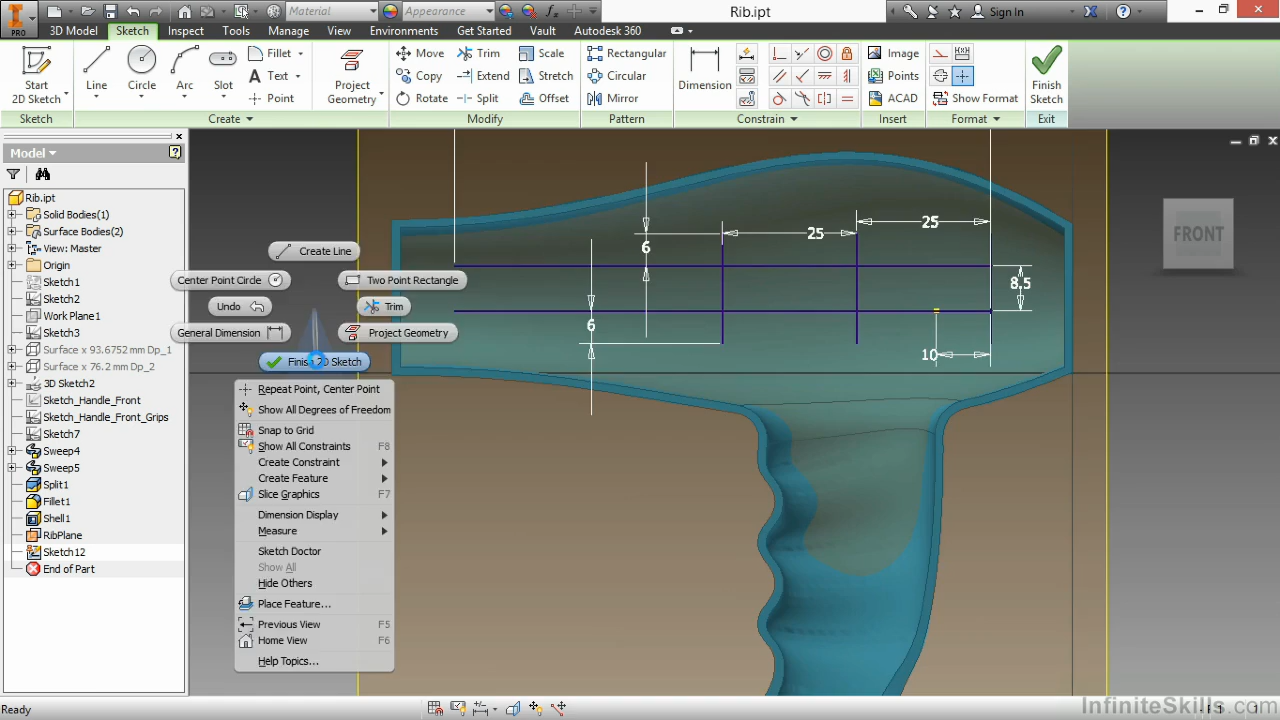 PRO
Material
Appearance
Rib.ipt
Sign In
3D Model
Sketch
Inspect
Tools
Manage
View
Environments
Get Started
Vault
Autodesk 360
Start
2D Sketch
Line
Circle
Arc
Slot
Fillet
Text
Point
Project
Geometry
Move
Copy
Rotate
Trim
Extend
Split
Scale
Stretch
Offset
Rectangular
Circular
Mirror
Dimension
Image
Points
ACAD
Show Format
Finish
Sketch
Sketch
Create
Modify
Pattern
Constrain
Insert
Format
Exit
Model
Rib.ipt
Solid Bodies(1)
Surface Bodies(2)
View: Master
Origin
Sketch1
Sketch2
Work Plane1
Sketch3
Surface x 93.6752 mm Dp_1
Surface x 76.2 mm Dp_2
3D Sketch2
Sketch_Handle_Front
Sketch_Handle_Front_Grips
Sketch7
Sweep4
Sweep5
Split1
Fillet1
Shell1
RibPlane
Sketch12
End of Part
Create Line
Center Point Circle
Two Point Rectangle
Undo
Trim
General Dimension
Project Geometry
Finish 2D Sketch
Repeat Point, Center Point
Show All Degrees of Freedom
Snap to Grid
Show All Constraints F8
Create Constraint
Create Feature
Slice Graphics F7
Dimension Display
Measure
Sketch Doctor
Show All
Hide Others
Place Feature...
Previous View F5
Home View F6
Help Topics...
6
25
25
8.5
6
10
FRONT
Ready
InfiniteSkills.com